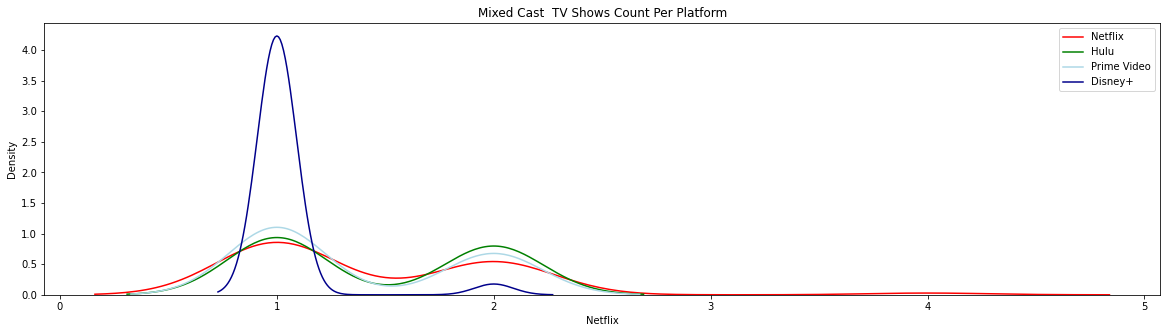 Mixed Cast  TV Shows Count Per Platform
Netflix
Hulu
Prime Video
Disney+
Density
4.0
3.5
3.0
2.5
2.0
1.5
1.0
0.5
0.0
0 1 2 3 4 5
Netflix